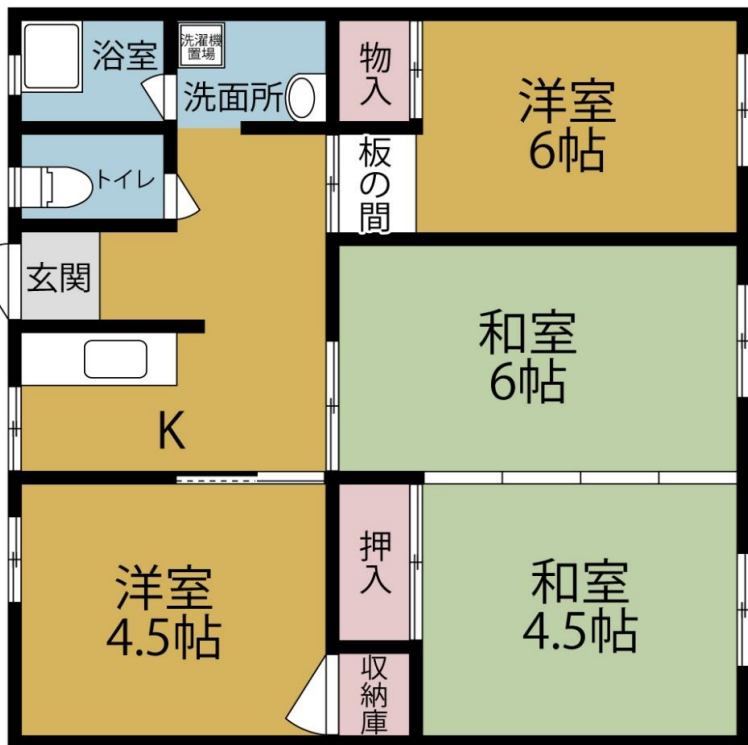 浴室
洗濯機
置場
洗面所
物入
洋室
6帖
トイレ
板の間
玄関
和室
6帖
K
洋室
4.5帖
押入
和室
4.5帖
収納庫